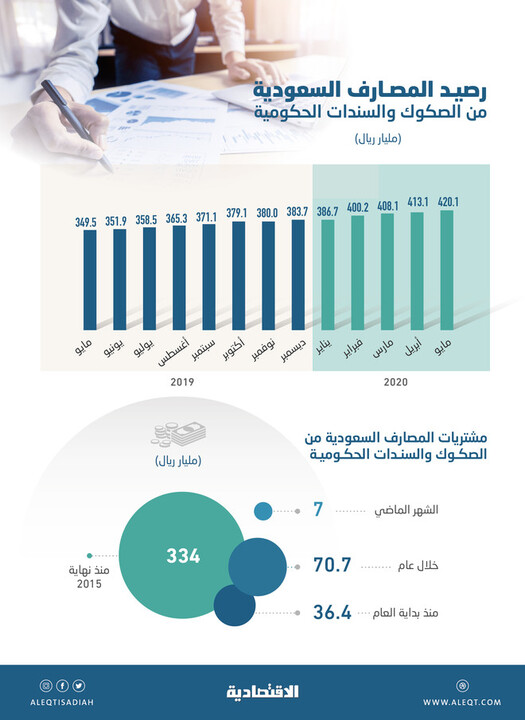 رصيد المصارف السعودية
من الصكوك والسندات الحكومية
(مليار ريال)
349.5 351.9 358.5 365.3 371.1 379.1 380.0 383.7 386.7 400.2 408.1 413.1 420.1
مايو يونيو يوليو أغسطس سبتمبر أكتوبر نوفمبر ديسمبر يناير فبراير مارس أبريل مايو
2019 2020
مشتريات المصارف السعودية من
الصكوك والسندات الحكومية
(مليار ريال)
الشهر الماضي 7
334
منذ نهاية
2015
خلال عام 70.7
منذ بداية العام 36.4
ALEQTISADIAH
الاقتصادية
WWW.ALEQT.COM